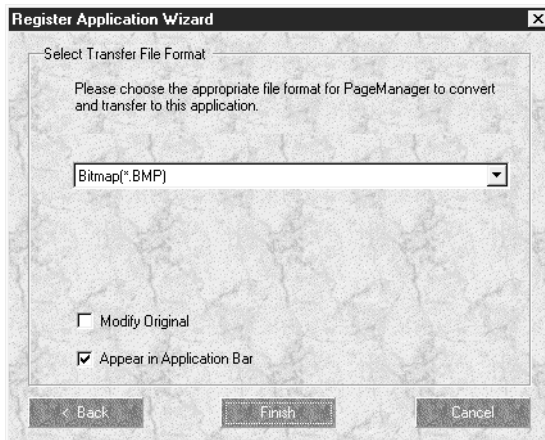 Register Application Wizard
Select Transfer File Format
Please choose the appropriate file format for PageManager to convert
and transfer to this application.
Bitmap(*.BMP)
Modify Original
Appear in Application Bar
< Back Finish Cancel